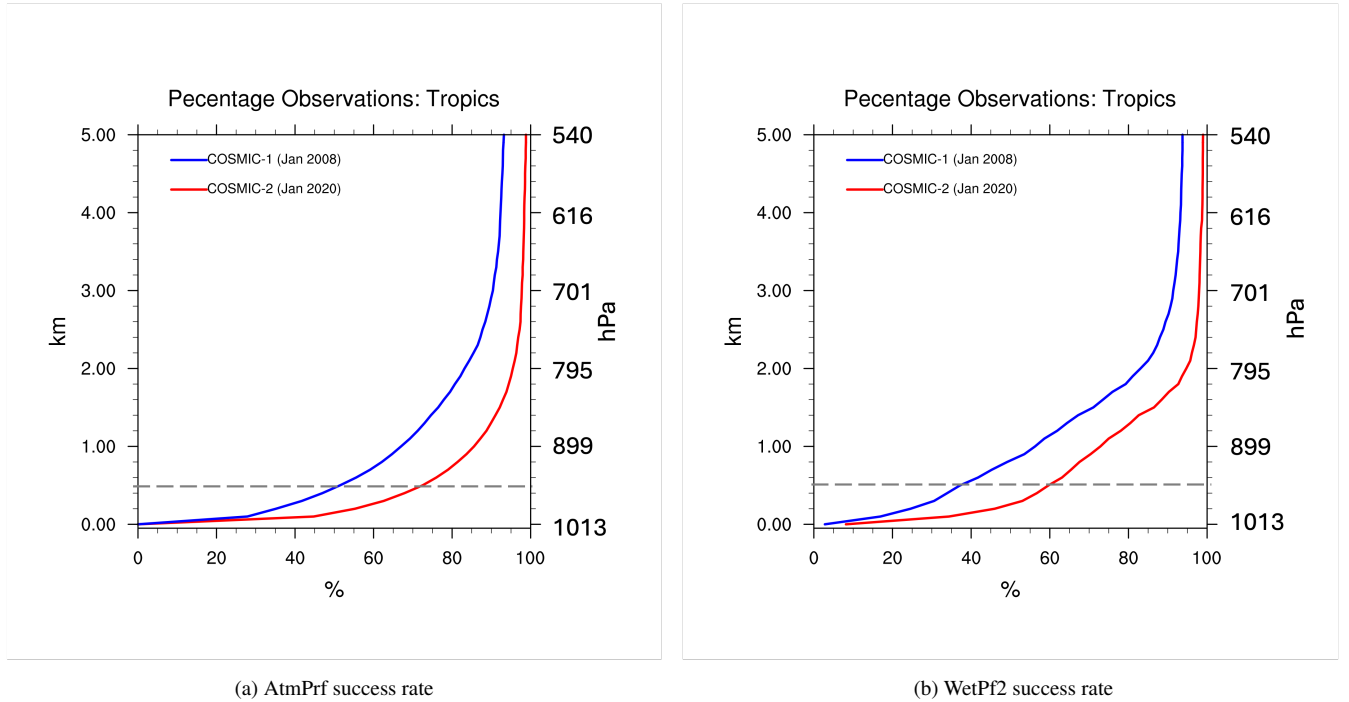 Pecentage Observations: Tropics
5.00
4.00
3.00
2.00
1.00
0.00
km
COSMIC-1 (Jan 2008)
COSMIC-2 (Jan 2020)
540
616
701
795
899
1013
hPa
0 20 40 60 80 100
%
(a) AtmPrf success rate
Pecentage Observations: Tropics
5.00
4.00
3.00
2.00
1.00
0.00
km
COSMIC-1 (Jan 2008)
COSMIC-2 (Jan 2020)
540
616
701
795
899
1013
hPa
0 20 40 60 80 100
%
(b) WetPf2 success rate